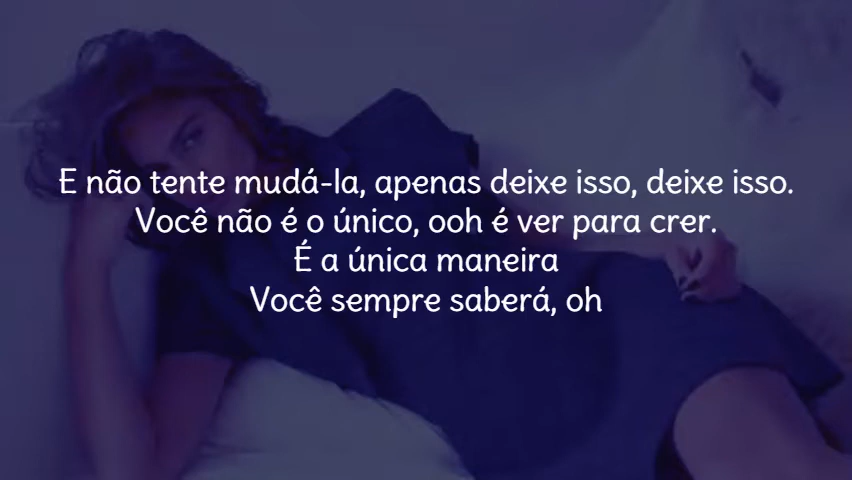 E não tente mudá-la, apenas deixe isso, deixe isso.
Você não é o único, ooh é ver para crer.
É a única maneira
Você sempre saberá, oh